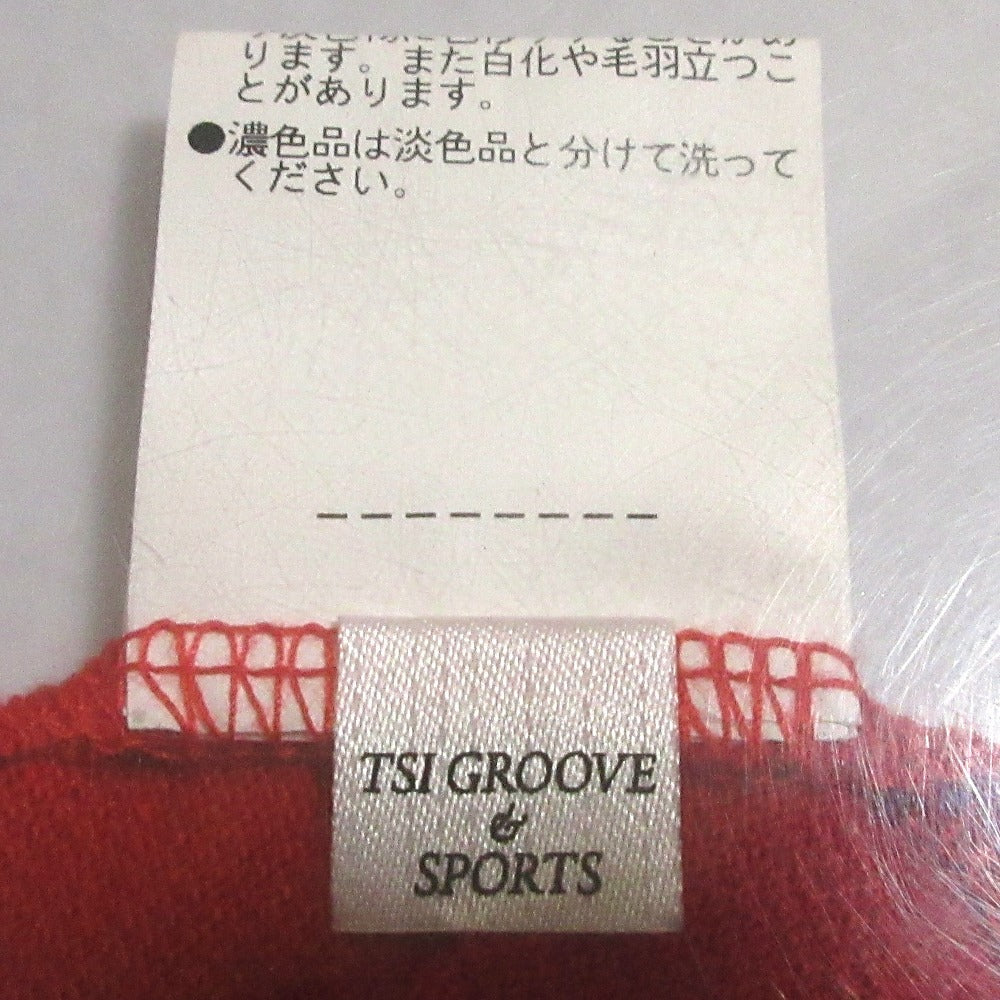 ります。また白化や毛羽立つこ
とがあります。
●濃色品は淡色品と分けて洗って
ください。
TSI GROOVE
&
SPORTS